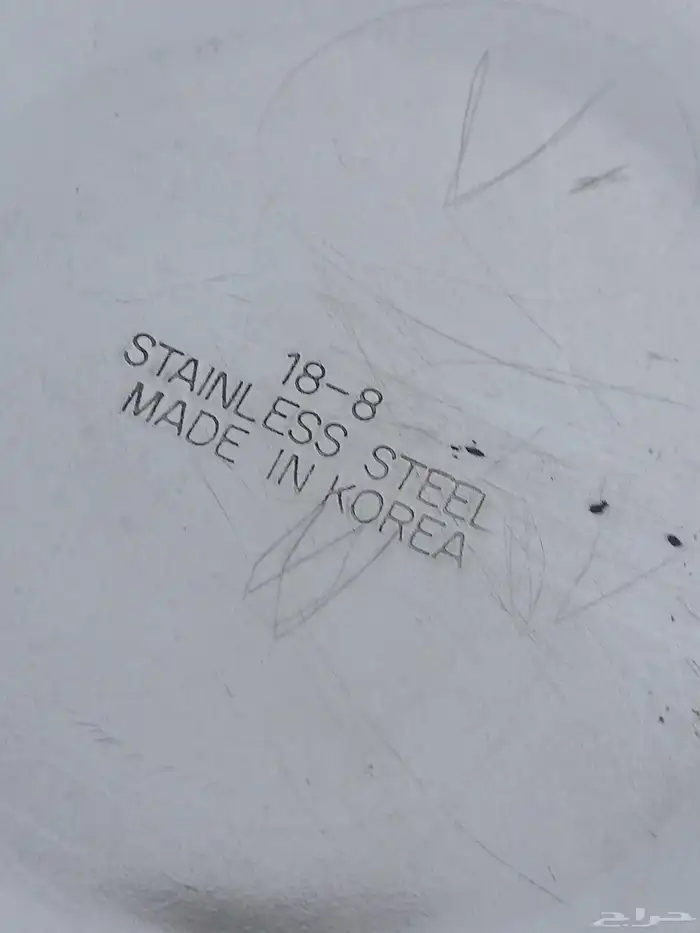 18-8
STAINLESS STEEL
MADE IN KOREA
حراج